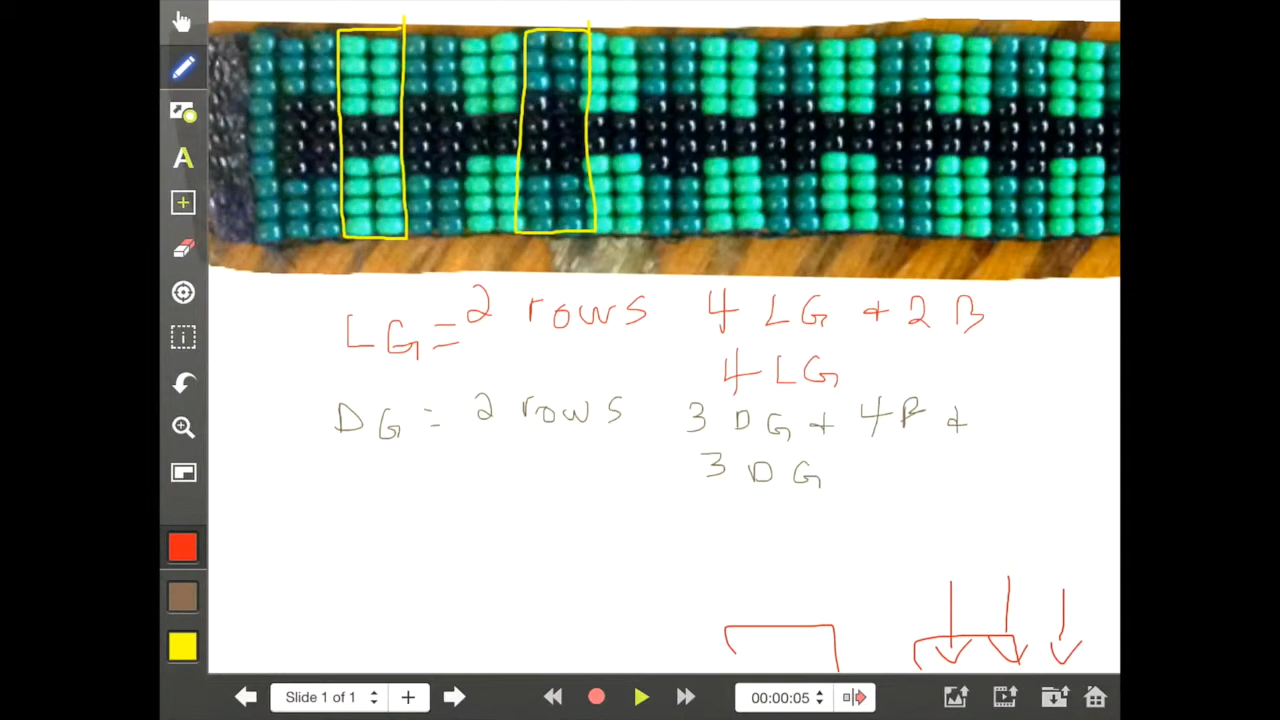 LG = 2 rows 4 LG + 2 B
4 LG
DG = 2 rows 3 DG + 4B +
3 DG
A
i
Slide 1 of 1
00:00:05